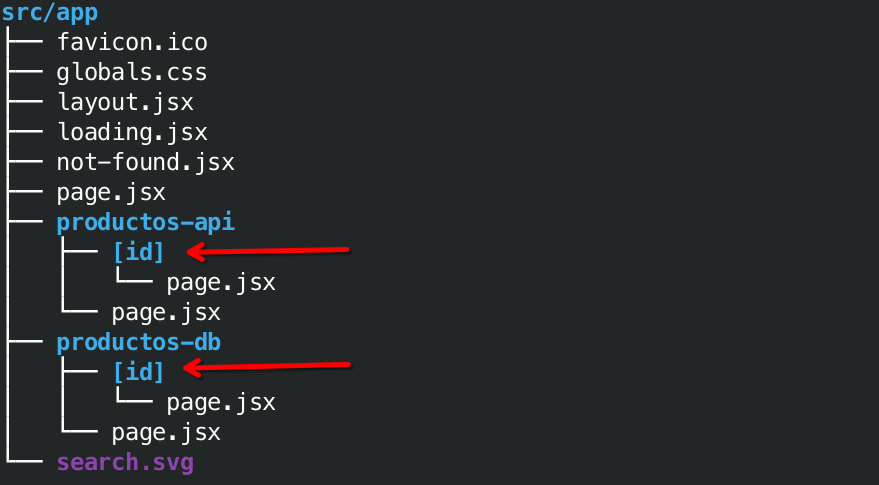 src/app
├── favicon.ico
├── globals.css
├── layout.jsx
├── loading.jsx
├── not-found.jsx
├── page.jsx
├── productos-api
│   ├── [id]
│   │   └── page.jsx
│   └── page.jsx
├── productos-db
│   ├── [id]
│   │   └── page.jsx
│   └── page.jsx
└── search.svg